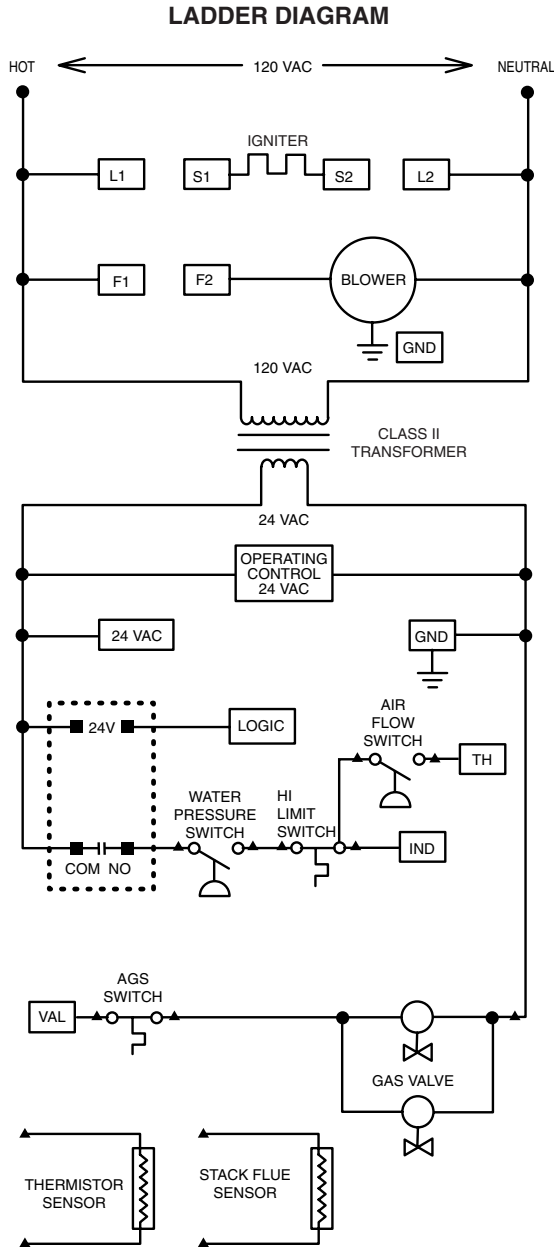 LADDER DIAGRAM
HOT
120 VAC
NEUTRAL
IGNITER
L1
S1
S2
L2
F1
F2
BLOWER
GND
120 VAC
CLASS II
TRANSFORMER
24 VAC
OPERATING
CONTROL
24 VAC
24 VAC
GND
24V
LOGIC
AIR
FLOW
SWITCH
TH
WATER
PRESSURE
SWITCH
HI
LIMIT
SWITCH
IND
COM NO
AGS
SWITCH
VAL
GAS VALVE
THERMISTOR
SENSOR
STACK FLUE
SENSOR